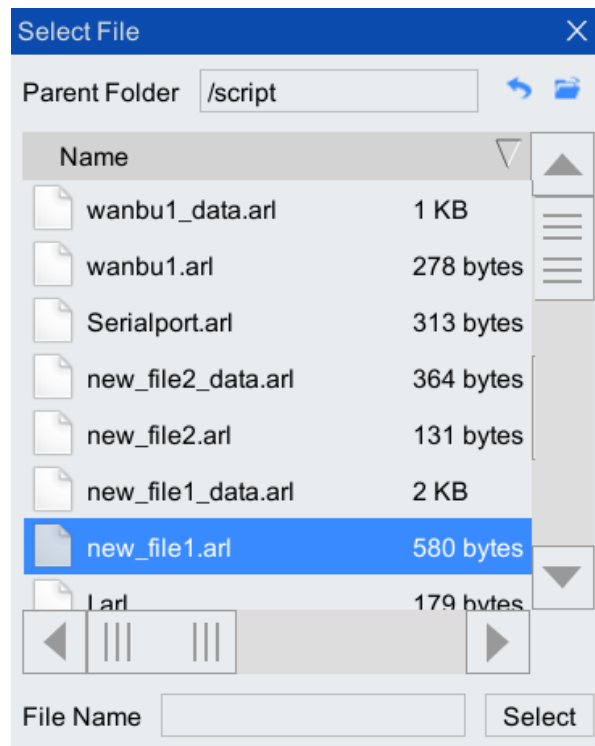 Select File
Parent Folder /script
Name
wanbu1_data.arl 1 KB
wanbu1.arl 278 bytes
Serialport.arl 313 bytes
new_file2_data.arl 364 bytes
new_file2.arl 131 bytes
new_file1_data.arl 2 KB
new_file1.arl 580 bytes
179 bytes
File Name Select